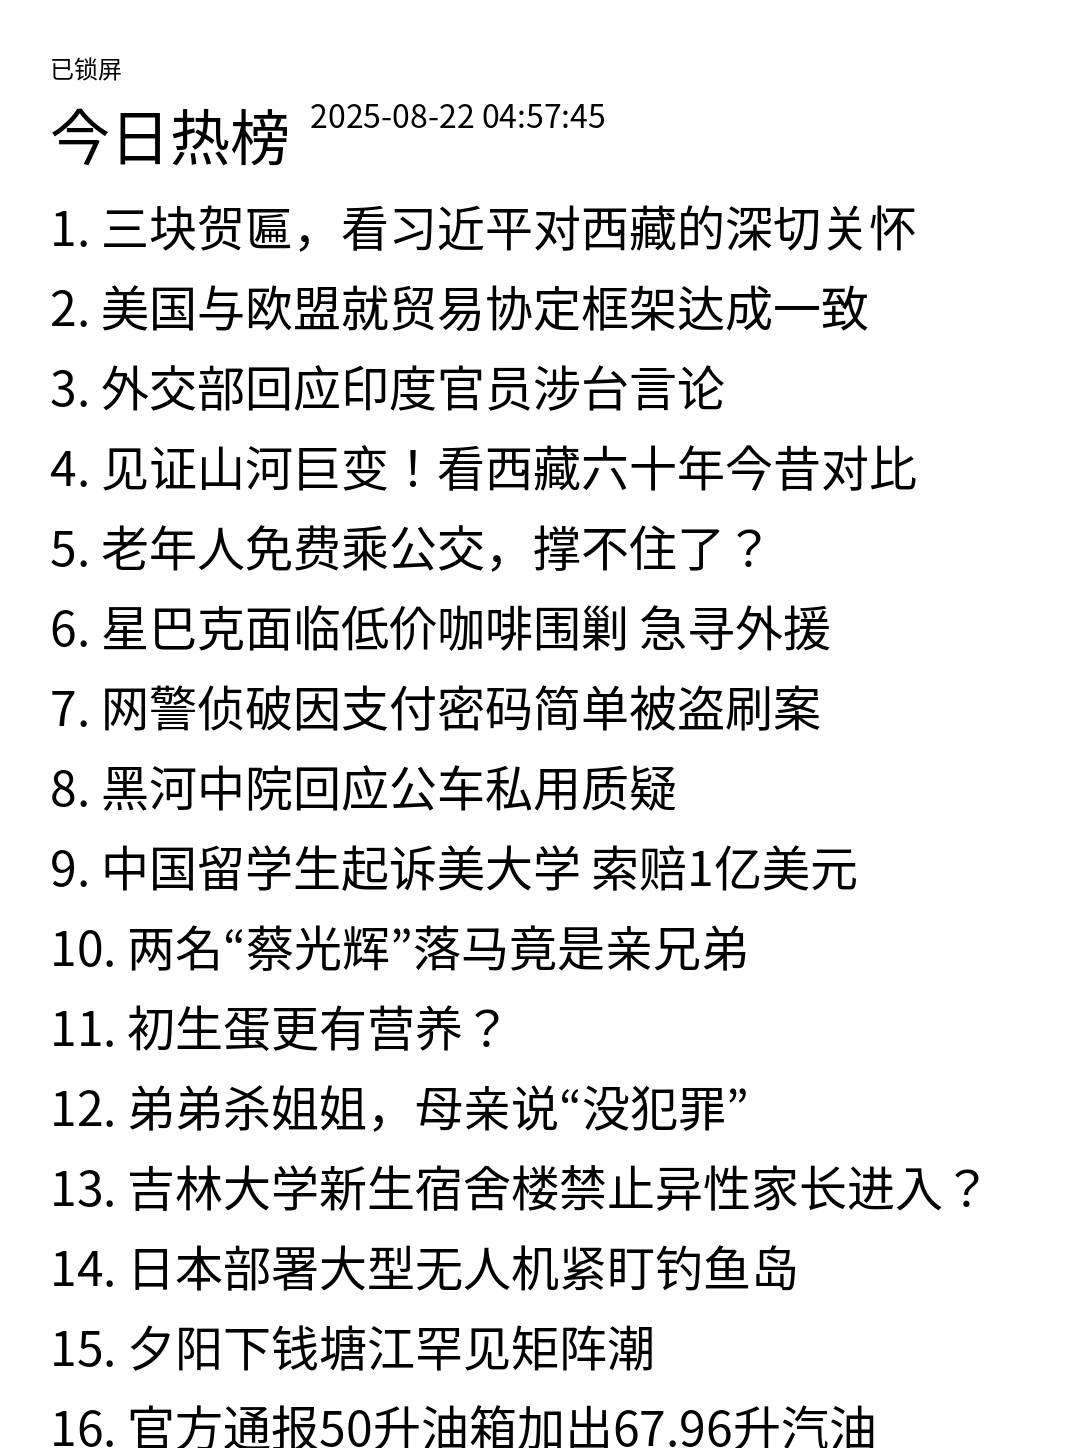 已锁屏
今日热榜 2025-08-22 04:57:45
1. 三块贺匾，看习近平对西藏的深切关怀
2. 美国与欧盟就贸易协定框架达成一致
3. 外交部回应印度官员涉台言论
4. 见证山河巨变！看西藏六十年今昔对比
5. 老年人免费乘公交，撑不住了？
6. 星巴克面临低价咖啡围剿 急寻外援
7. 网警侦破因支付密码简单被盗刷案
8. 黑河中院回应公车私用质疑
9. 中国留学生起诉美大学 索赔1亿美元
10. 两名“蔡光辉”落马竟是亲兄弟
11. 初生蛋更有营养？
12. 弟弟杀姐姐，母亲说“没犯罪”
13. 吉林大学新生宿舍楼禁止异性家长进入？
14. 日本部署大型无人机紧盯钓鱼岛
15. 夕阳下钱塘江罕见矩阵潮
16. 官方通报50升油箱加出67.96升汽油